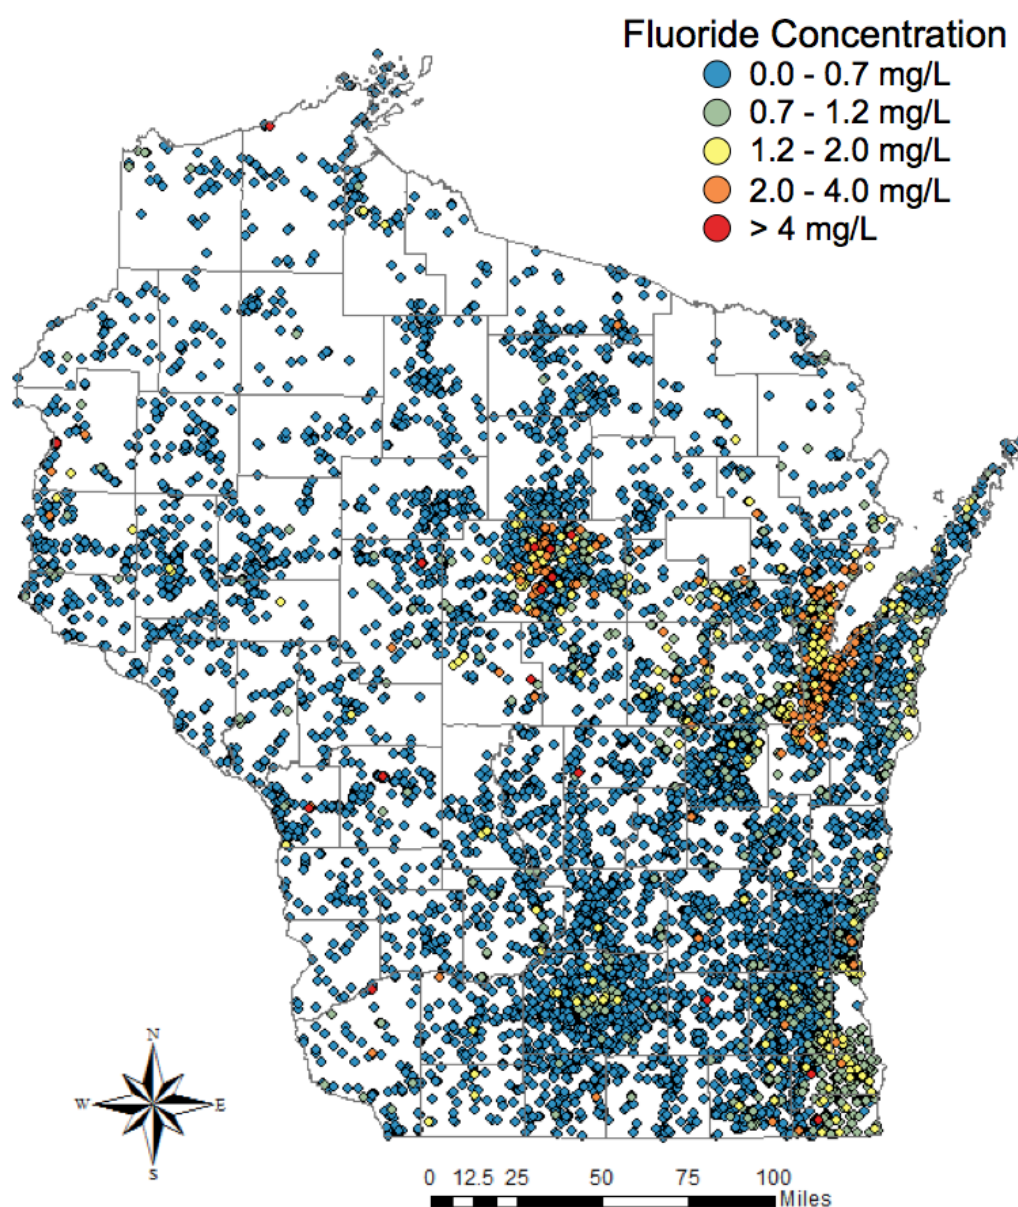 Fluoride Concentration
0.0 - 0.7 mg/L
0.7 - 1.2 mg/L
1.2 - 2.0 mg/L
2.0 - 4.0 mg/L
> 4 mg/L
N
W E
S
0 12.5 25 50 75 100
Miles